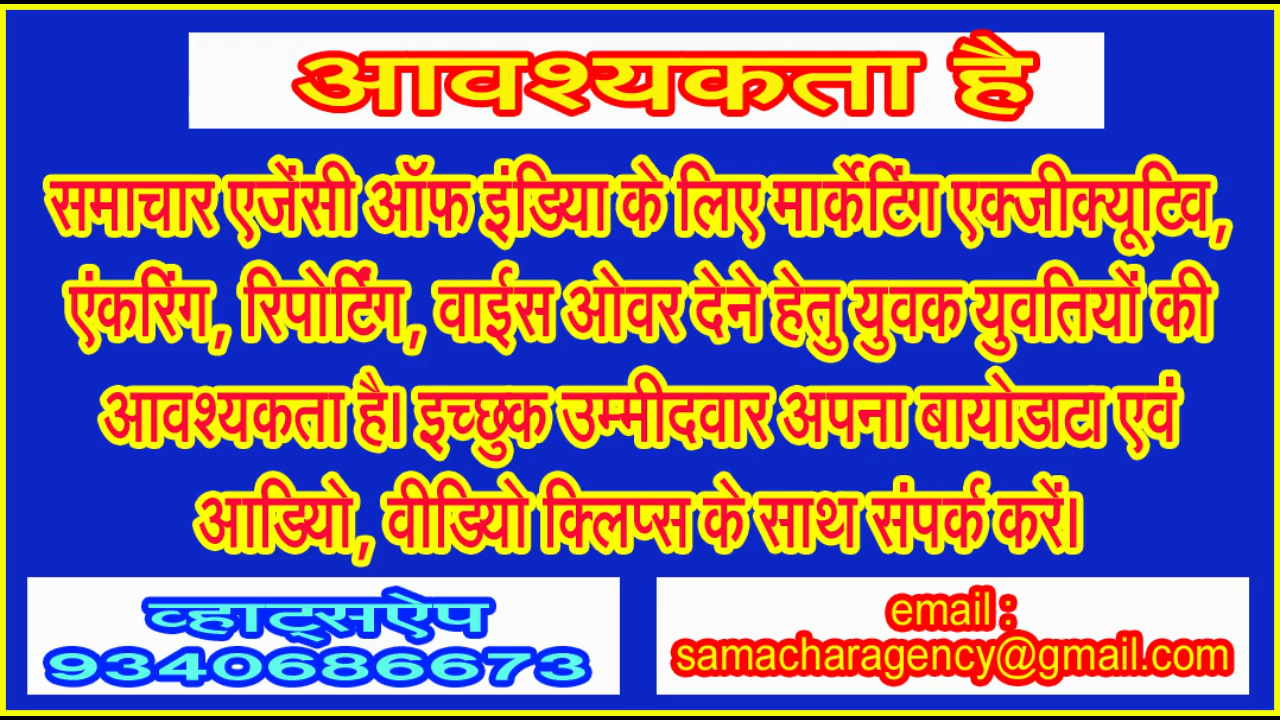 आवश्यकता है
समाचार एजेंसी ऑफ इंडिया के लिए मार्केटिंग एक्जीक्यूटिव,
एंकरिंग, रिपोर्टिंग, वाईस ओवर देने हेतु युवक युवतियों की
आवश्यकता है। इच्छुक उम्मीदवार अपना बायोडाटा एवं
आडियो, वीडियो क्लिप्स के साथ संपर्क करें।
व्हाट्सऐप
9340686673
email :
samacharagency@gmail.com